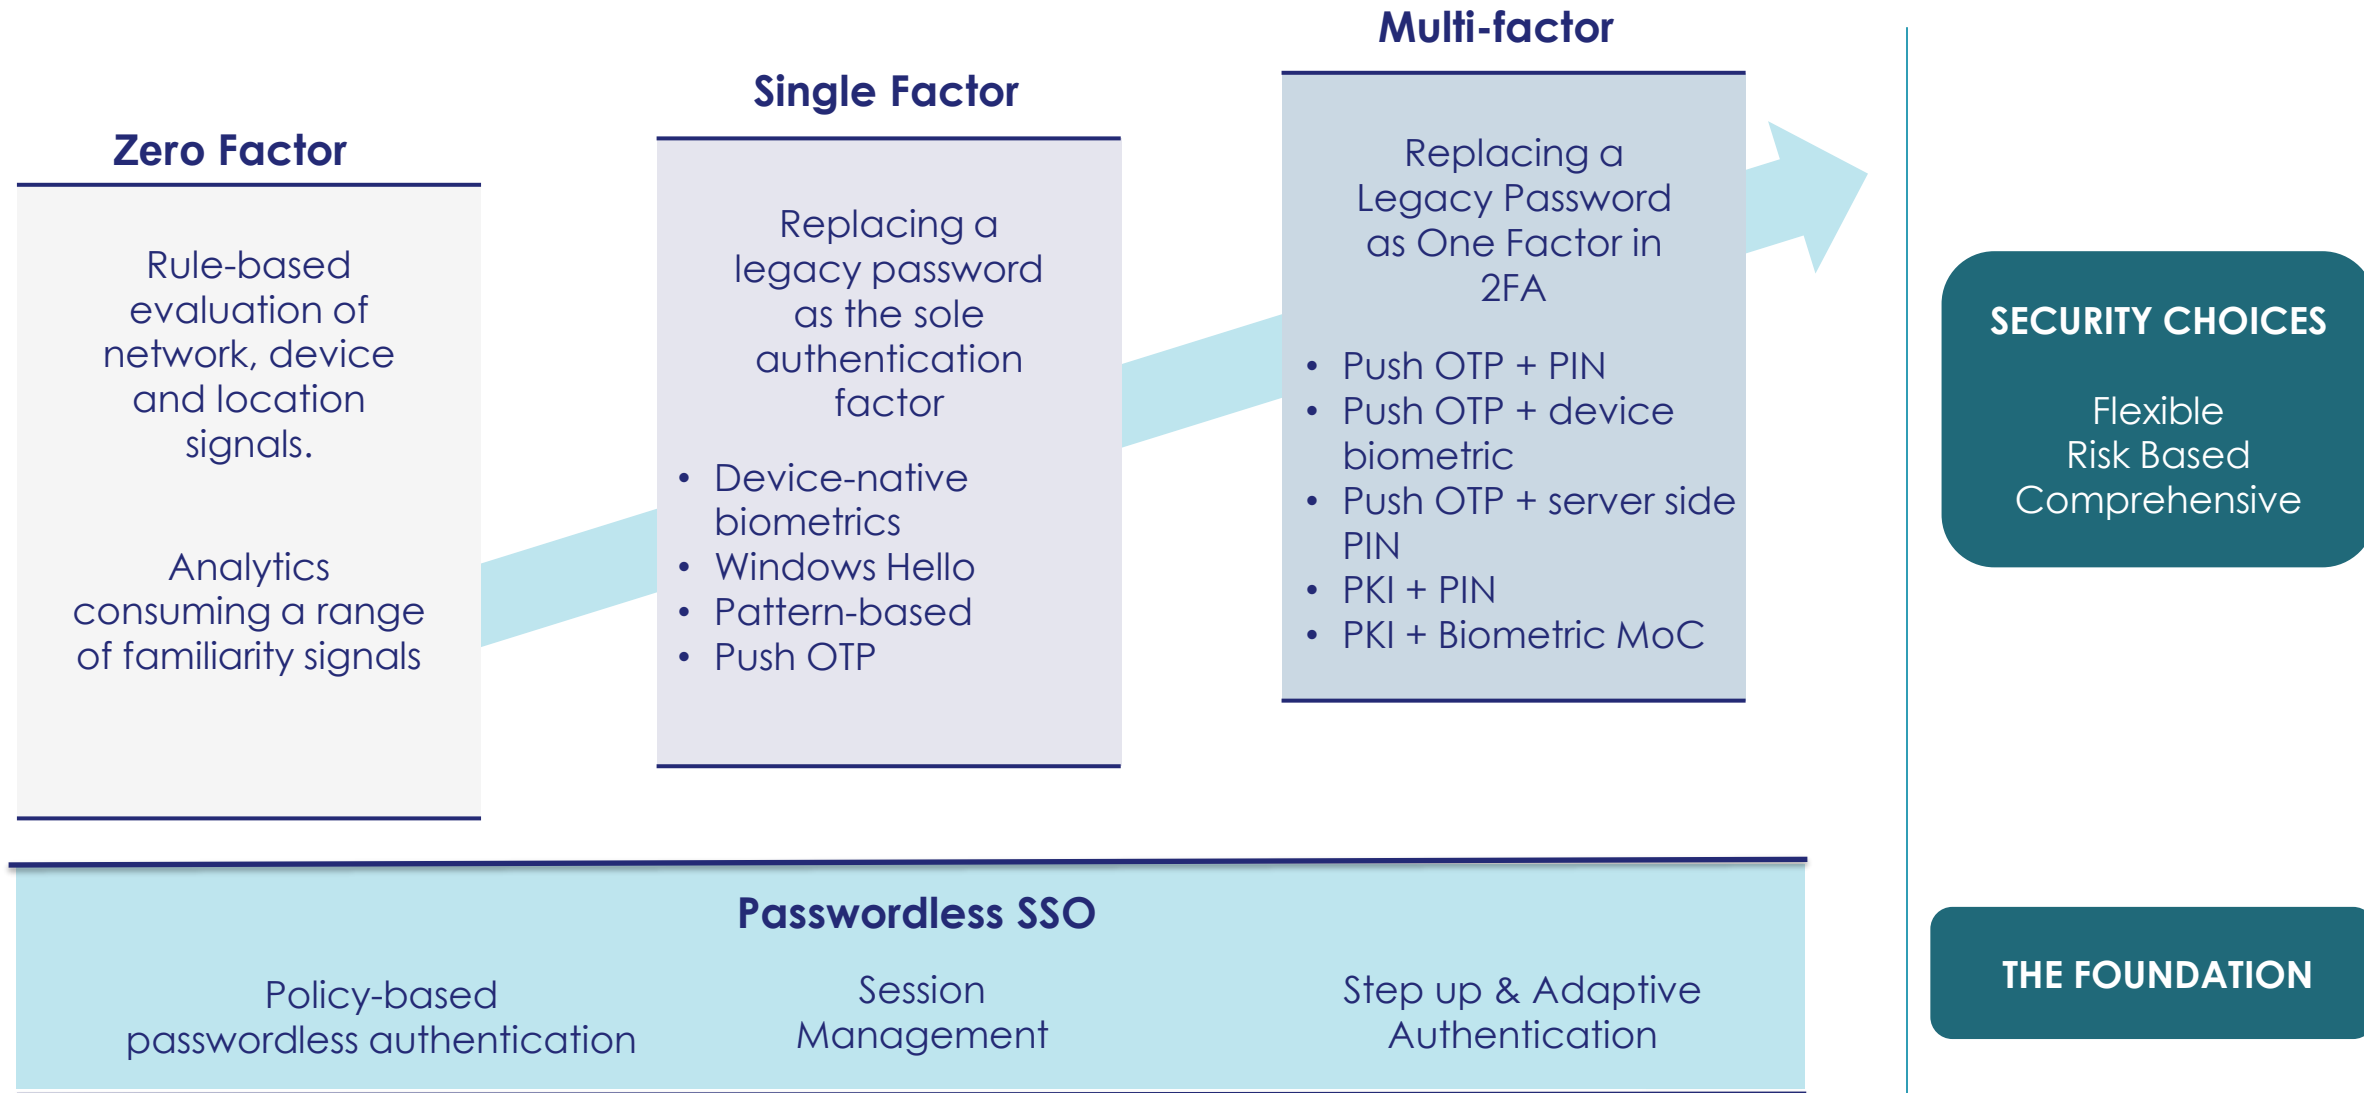 Zero Factor
Rule-based
evaluation of
network, device
and location
signals.
Analytics
consuming a range
of familiarity signals
Single Factor
Replacing a
legacy password
as the sole
authentication
factor
• Device-native
biometrics
• Windows Hello
• Pattern-based
• Push OTP
Multi-factor
Replacing a
Legacy Password
as One Factor in
2FA
• Push OTP + PIN
• Push OTP + device
biometric
• Push OTP + server side
PIN
• PKI + PIN
• PKI + Biometric MoC
SECURITY CHOICES
Flexible
Risk Based
Comprehensive
Passwordless SSO
Policy-based
passwordless authentication
Session
Management
Step up & Adaptive
Authentication
THE FOUNDATION